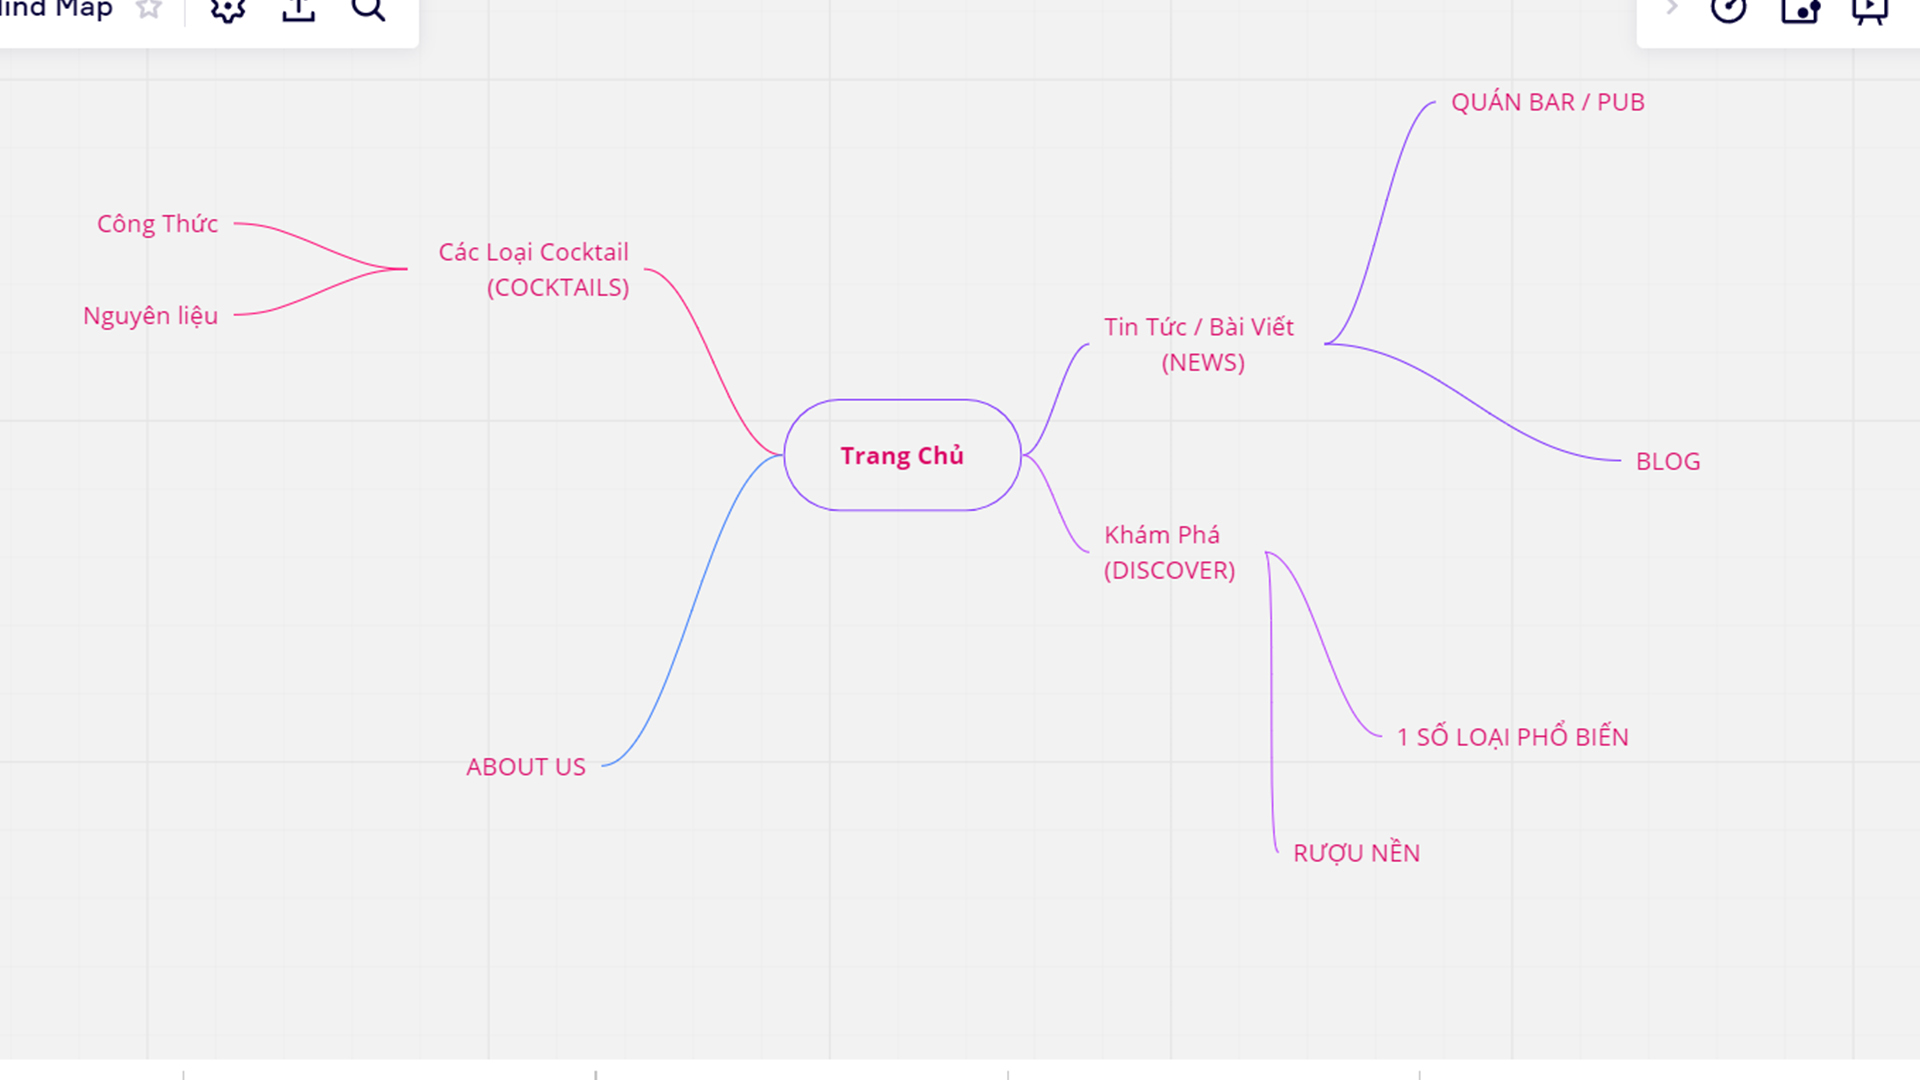 Mind Map
QUÁN BAR / PUB
Công Thức
Các Loại Cocktail
(COCKTAILS)
Nguyên liệu
Tin Tức / Bài Viết
(NEWS)
Trang Chủ
BLOG
Khám Phá
(DISCOVER)
1 SỐ LOẠI PHỔ BIẾN
ABOUT US
RƯỢU NỀN